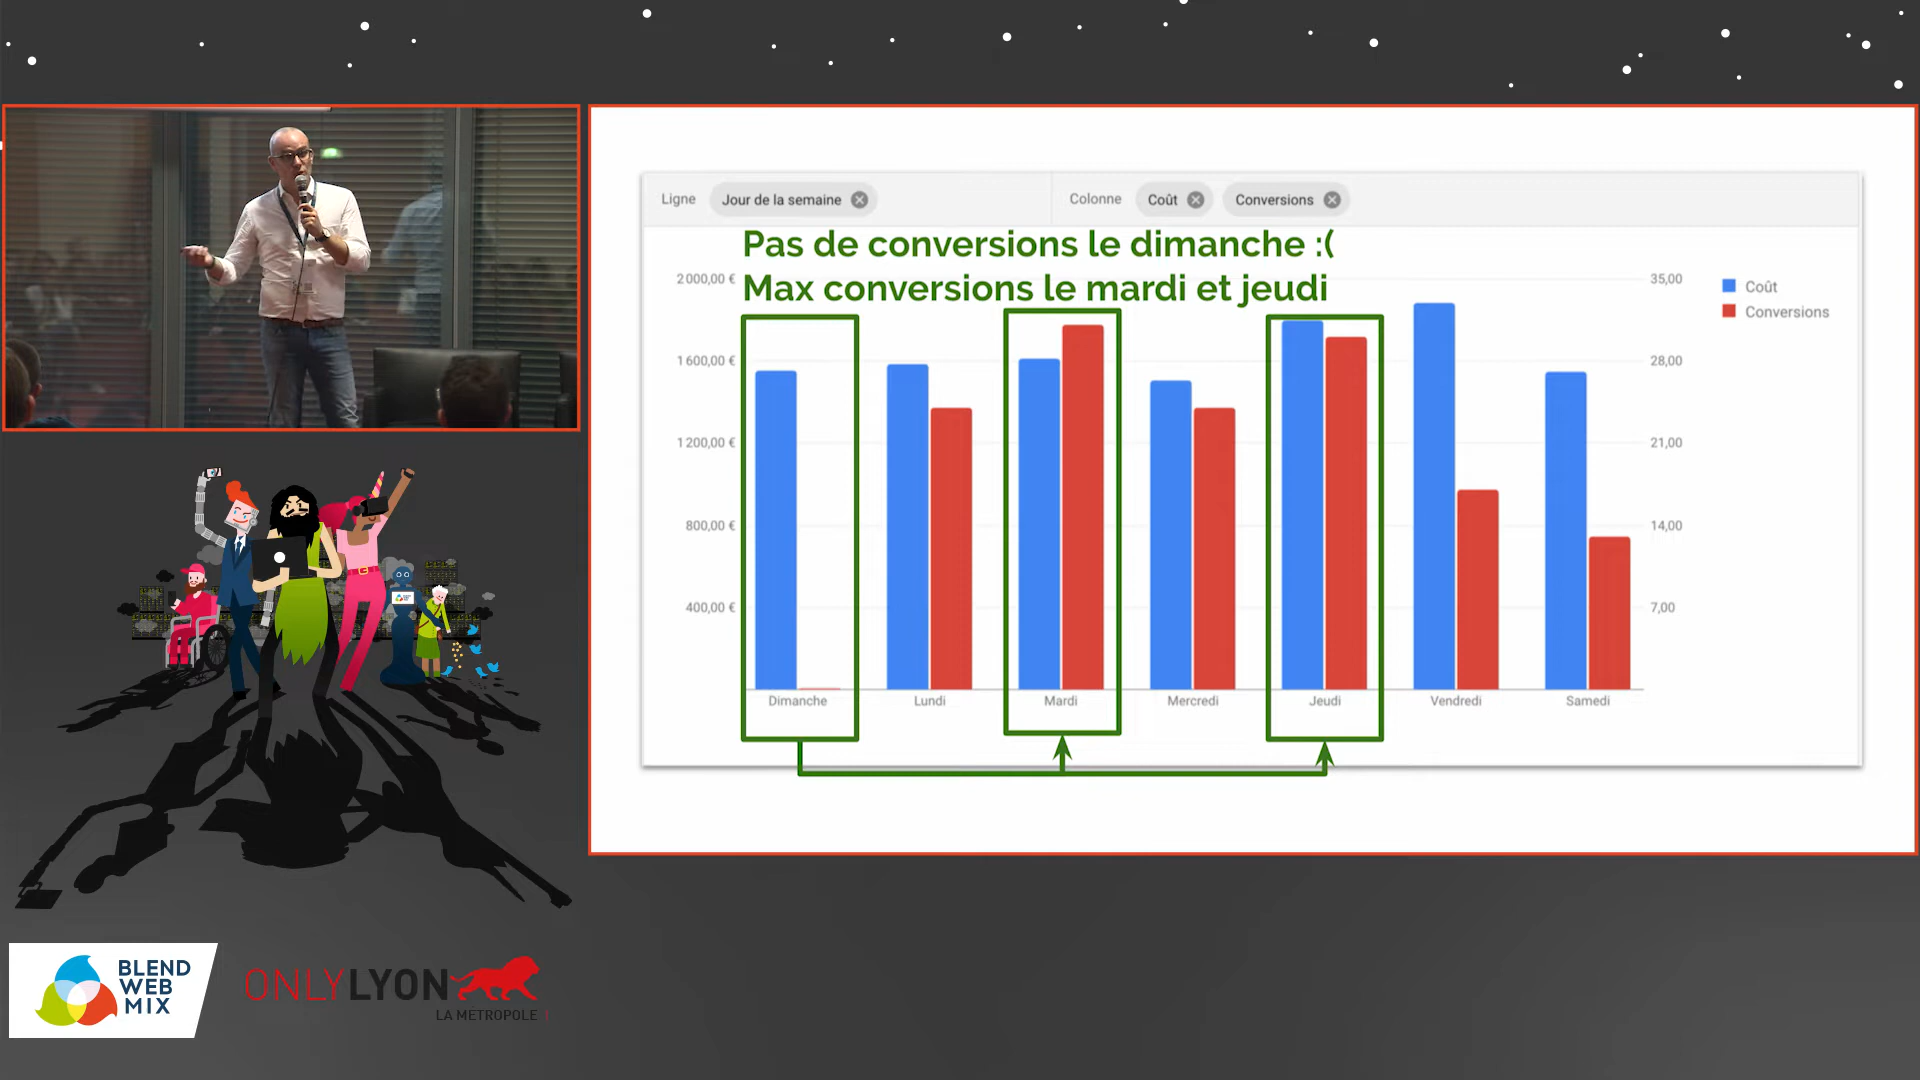 Ligne
Jour de la semaine
Colonne
Coût
Conversions
Pas de conversions le dimanche :(
Max conversions le mardi et jeudi
2 000,00 €
1 600,00 €
1 200,00 €
800,00 €
400,00 €
35,00
28,00
21,00
14,00
7,00
Coût
Conversions
Dimanche
Lundi
Mardi
Mercredi
Jeudi
Vendredi
Samedi
BLEND
WEB
MIX
ONLYLYON
LA MÉTROPOLE